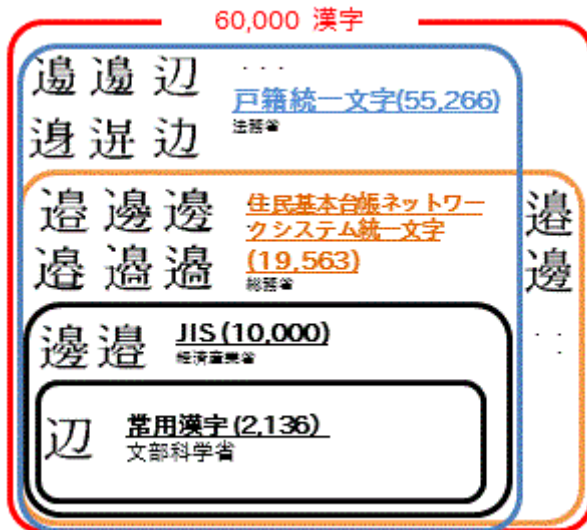 60,000 漢字
邉 邉 辺
· · ·
戸籍統一文字(55,266)
法務省
边
邉 邊 邊
住民基本台帳ネットワー
クシステム統一文字
(19,563)
総務省
邉
邊
· ·
邊 邉
JIS(10,000)
経済産業省
辺
常用漢字(2,136)
文部科学省